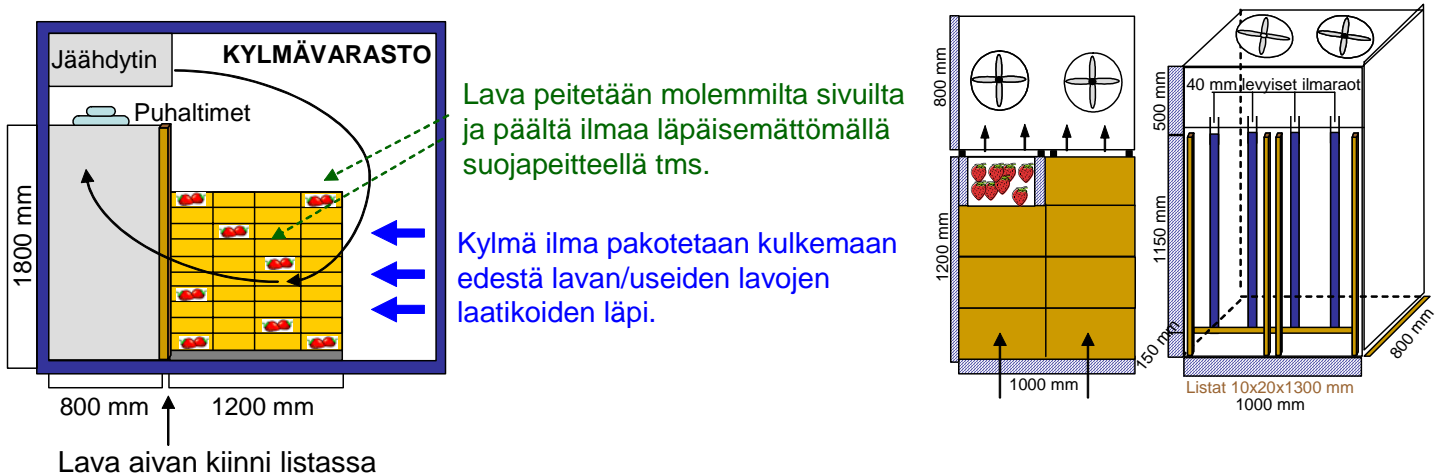 Jäähdytin
KYLMÄVARASTO
Puhaltimet
1800 mm
800 mm
1200 mm
Lava aivan kiinni listassa
Lava peitetään molemmilta sivuilta
ja päältä ilmaa läpäisemättömällä
suojapeitteellä tms.
Kylmä ilma pakotetaan kulkemaan
edestä lavan/useiden lavojen
laatikoiden läpi.
800 mm
1200 mm
1000 mm
40 mm levyiset ilmaraot
500 mm
1150 mm
150 mm
800 mm
Listat 10x20x1300 mm
1000 mm